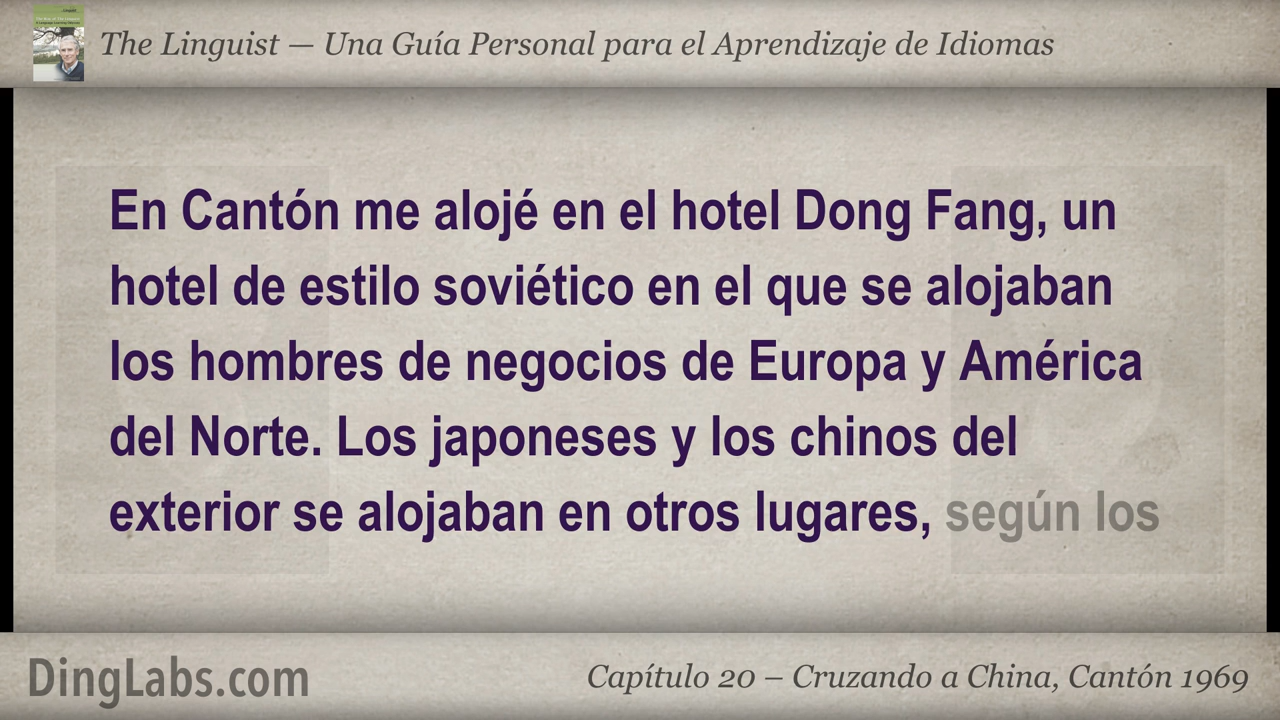 The Linguist — Una Guía Personal para el Aprendizaje de Idiomas
En Cantón me alojé en el hotel Dong Fang, un
hotel de estilo soviético en el que se alojaban
los hombres de negocios de Europa y América
del Norte. Los japoneses y los chinos del
exterior se alojaban en otros lugares, según los
DingLabs.com
Capítulo 20 – Cruzando a China, Cantón 1969